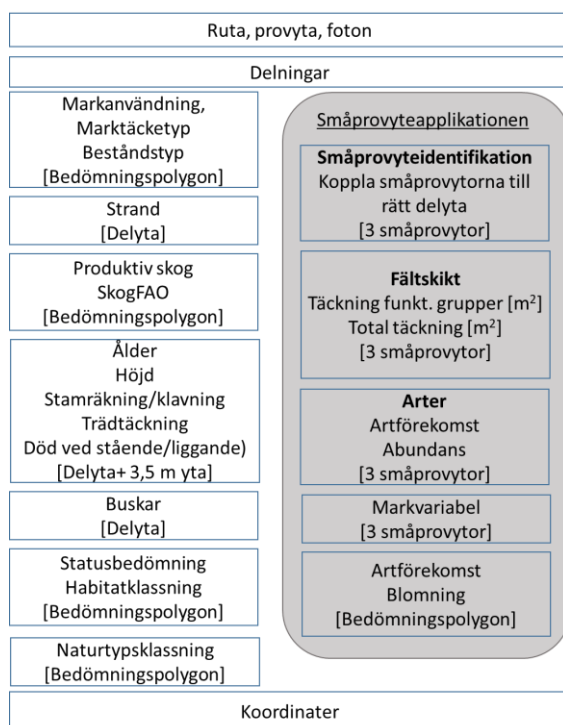 Ruta, provyta, foton
Delningar
Markanvändning,
Marktäcketyp
Beståndstyp
[Bedömningspolygon]
Strand
[Delyta]
Produktiv skog
SkogFAO
[Bedömningspolygon]
Ålder
Höjd
Stamräkning/klavning
Trädtäckning
Död ved stående/liggande)
[Delyta+ 3,5 m yta]
Buskar
[Delyta]
Statusbedömning
Habitatklassning
[Bedömningspolygon]
Naturtypsklassning
[Bedömningspolygon]
Småprovyteapplikationen
Småprovyteidentifikation
Koppla småprovytorna till
rätt delyta
[3 småprovytor]
Fältskikt
Täckning funkt. grupper [m²]
Total täckning [m²]
[3 småprovytor]
Arter
Artförekomst
Abundans
[3 småprovytor]
Markvariabel
[3 småprovytor]
Artförekomst
Blomning
[Bedömningspolygon]
Koordinater